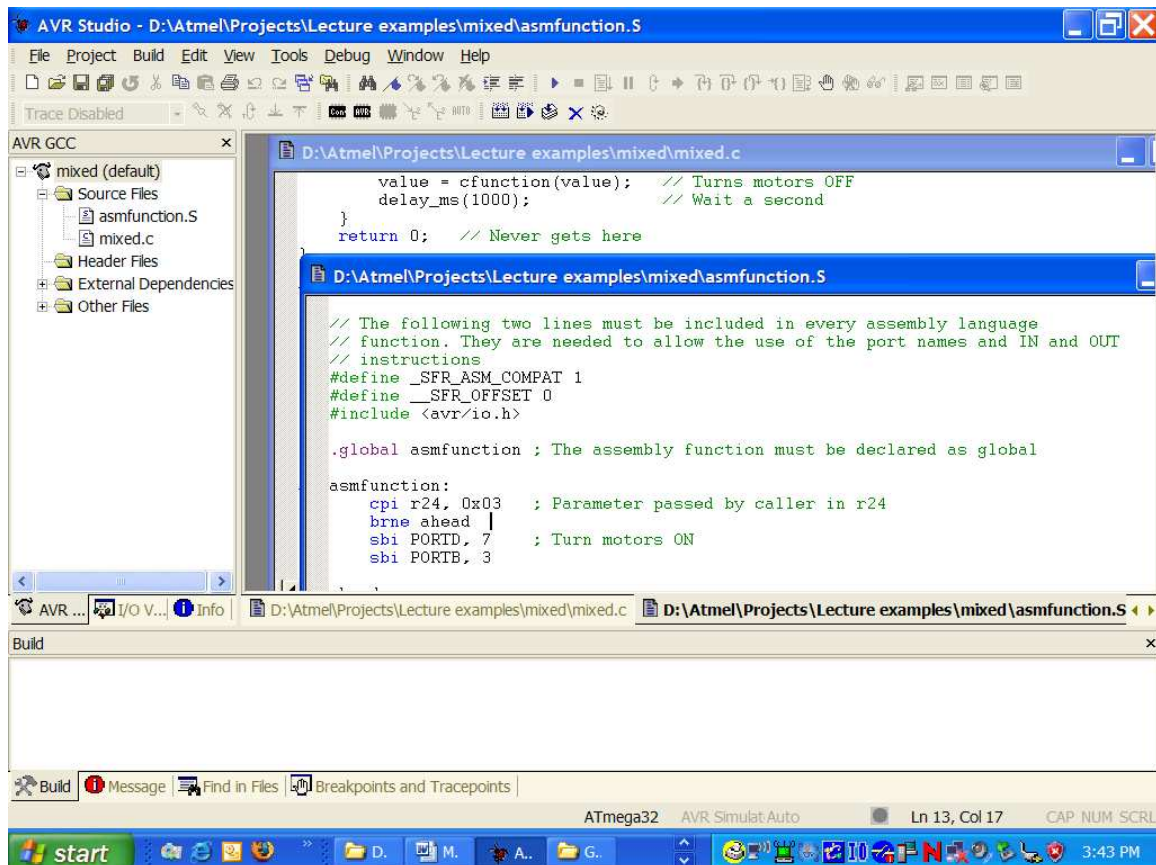 AVR Studio - D:\Atmel\Projects\Lecture examples\mixed\asmfunction.S
File Project Build Edit View Tools Debug Window Help
Trace Disabled
Con AVR AUTO
AVR GCC
mixed (default)
Source Files
asmfunction.S
mixed.c
Header Files
External Dependencies
Other Files
D:\Atmel\Projects\Lecture examples\mixed\mixed.c
value = cfunction(value); // Turns motors OFF
delay_ms(1000); // Wait a second
}
return 0; // Never gets here
D:\Atmel\Projects\Lecture examples\mixed\asmfunction.S
// The following two lines must be included in every assembly language
// function. They are needed to allow the use of the port names and IN and OUT
// instructions
#define _SFR_ASM_COMPAT 1
#define __SFR_OFFSET 0
#include <avr/io.h>
.global asmfunction ; The assembly function must be declared as global
asmfunction:
cpi r24, 0x03 ; Parameter passed by caller in r24
brne ahead
sbi PORTD, 7 ; Turn motors ON
sbi PORTB, 3
AVR ... I/O V... Info
D:\Atmel\Projects\Lecture examples\mixed\mixed.c D:\Atmel\Projects\Lecture examples\mixed\asmfunction.S
Build
Build Message Find in Files Breakpoints and Tracepoints
ATmega32 AVR Simulat Auto Ln 13, Col 17 CAP NUM SCRL
start D. M. A.. G.. 3:43 PM